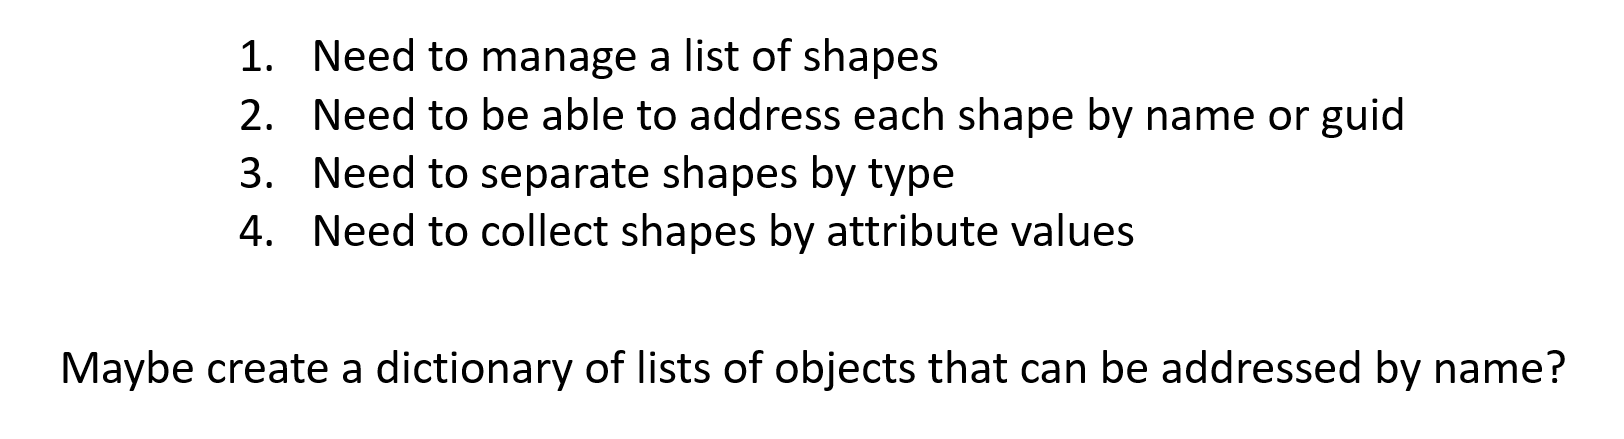 1. Need to manage a list of shapes
2. Need to be able to address each shape by name or guid
3. Need to separate shapes by type
4. Need to collect shapes by attribute values
Maybe create a dictionary of lists of objects that can be addressed by name?